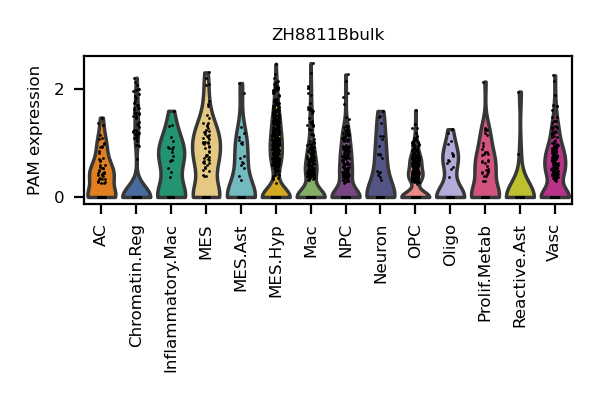 ZH8811Bbulk
PAM expression
2
0
AC
Chromatin.Reg
Inflammatory.Mac
MES
MES.Ast
MES.Hyp
Mac
NPC
Neuron
OPC
Oligo
Prolif.Metab
Reactive.Ast
Vasc